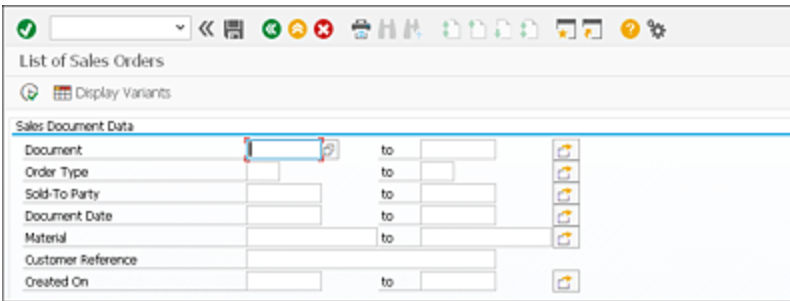 List of Sales Orders
Display Variants
Sales Document Data
Document to
Order Type to
Sold-To Party to
Document Date to
Material to
Customer Reference
Created On to